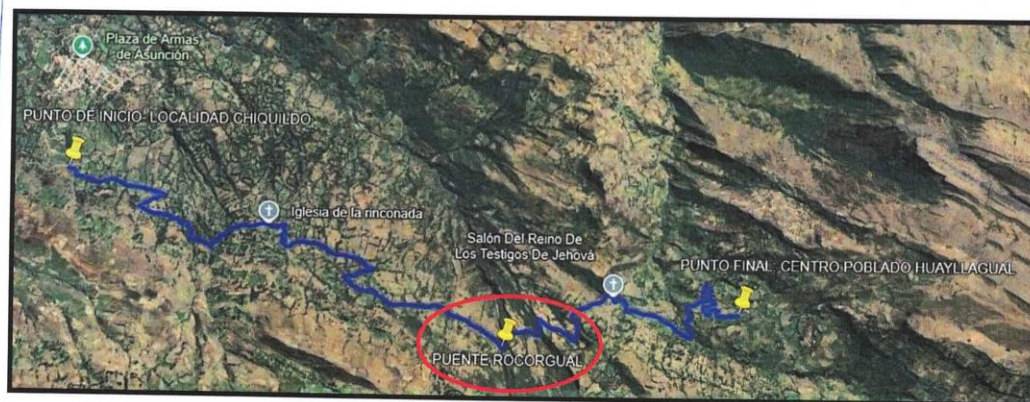 Plaza de Armas
de Asunción
PUNTO DE INICIO- LOCALIDAD CHIQUILDO
Iglesia de la rinconada
Salón Del Reino De
Los Testigos De Jehová
PUNTO FINAL: CENTRO POBLADO HUAYLLAGUAL
PUENTE ROCORGUAL